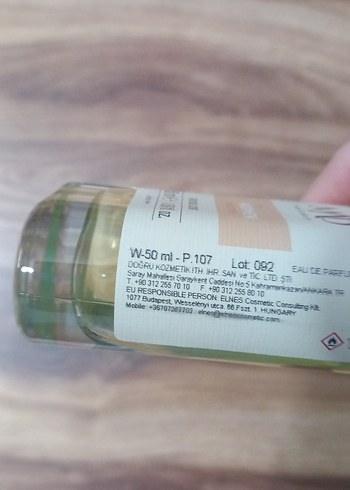 W-50 ml - P.107 Lot: 092 EAU DE PARFU
DOĞRU KOZMETİK İTH. İHR. SAN. ve TİC. LTD. ŞTİ.
Saray Mahallesi Saraykent Caddesi No:5 Kahramankazan/ANKARA TR
T. +90 312 255 70 10 F. +90 312 255 80 10
EU RESPONSIBLE PERSON: ELNES Cosmetic Consulting Kft.
1077 Budapest, Wesselényi utca. 66 Fszt. 1. HUNGARY
Mobile: